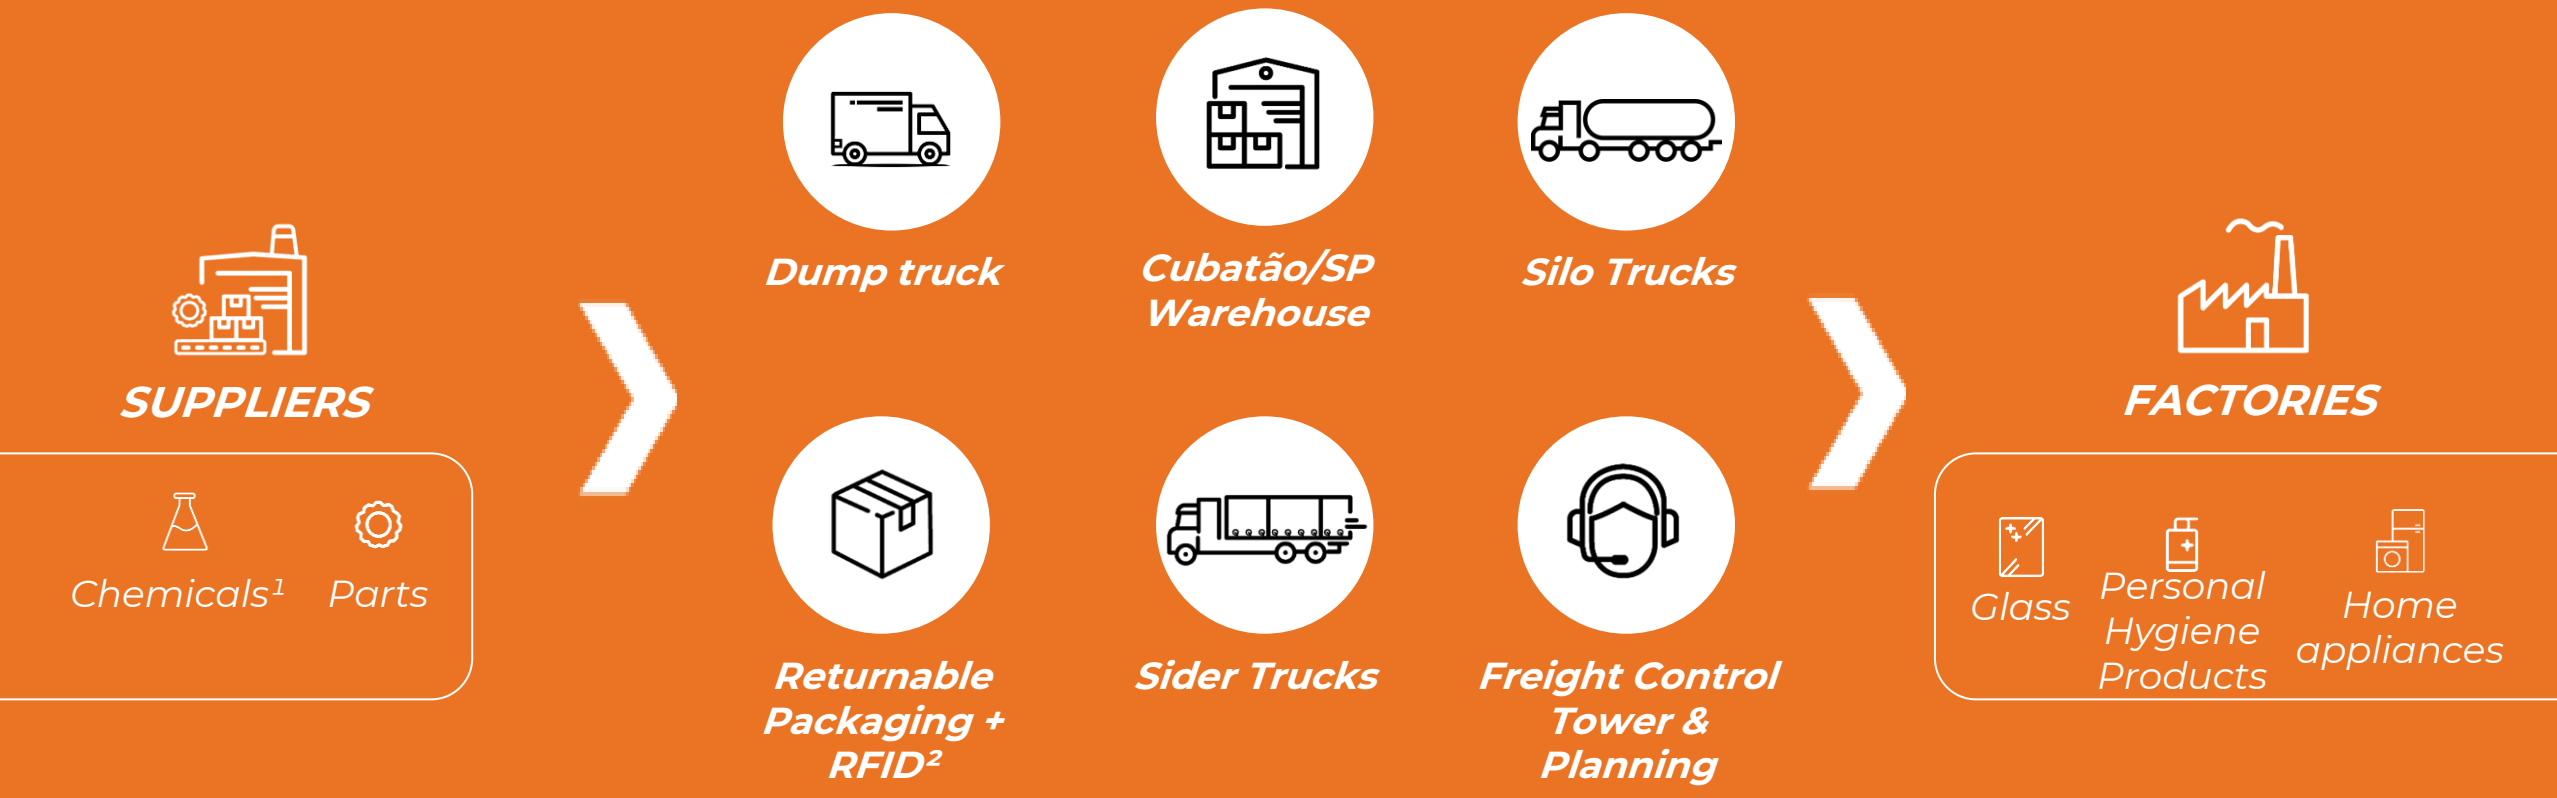 SUPPLIERS
Chemicals¹
Parts
Dump truck
Cubatão/SP
Warehouse
Silo Trucks
Returnable
Packaging +
RFID²
Sider Trucks
Freight Control
Tower &
Planning
FACTORIES
Glass
Personal
Hygiene
Products
Home
appliances